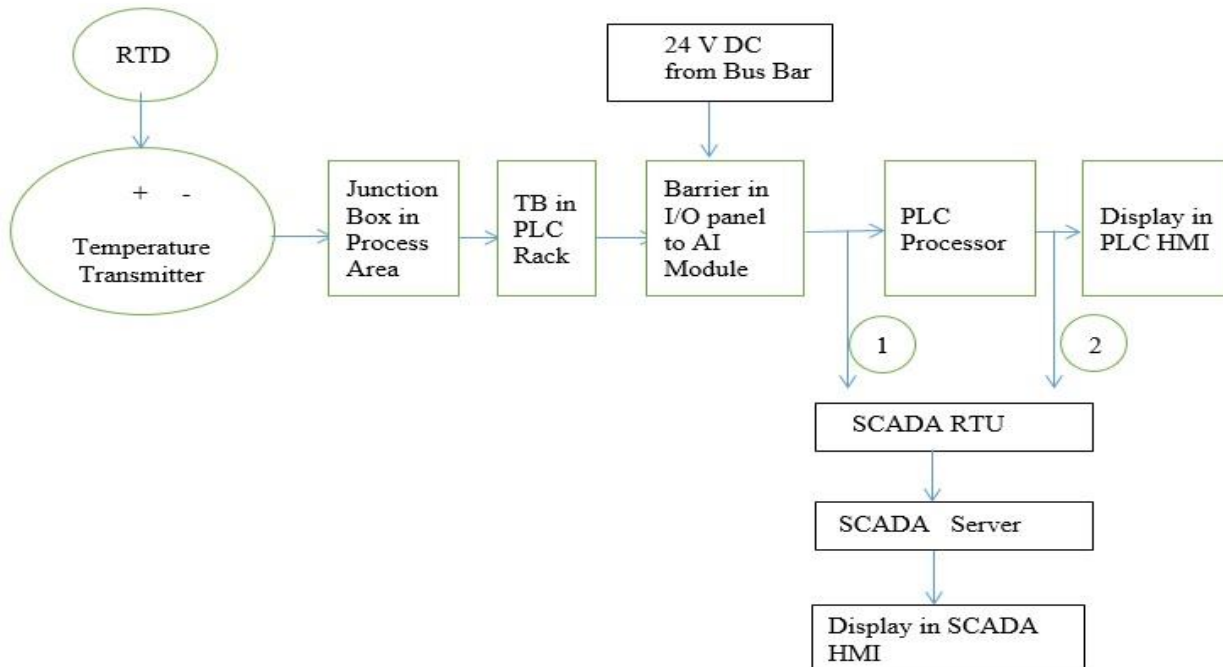 RTD
24 V DC
from Bus Bar
+ -
Temperature
Transmitter
Junction
Box in
Process
Area
TB in
PLC
Rack
Barrier in
I/O panel
to AI
Module
PLC
Processor
Display in
PLC HMI
1
2
SCADA RTU
SCADA Server
Display in SCADA
HMI